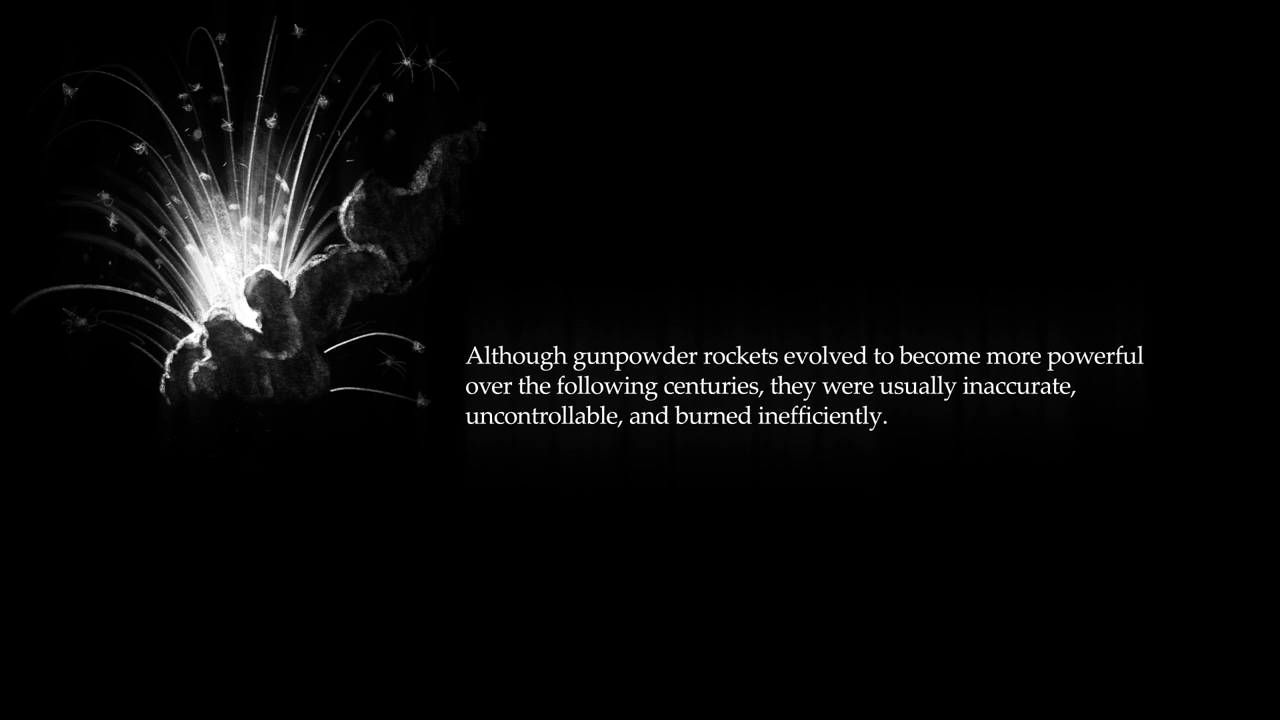 Although gunpowder rockets evolved to become more powerful
over the following centuries, they were usually inaccurate,
uncontrollable, and burned inefficiently.